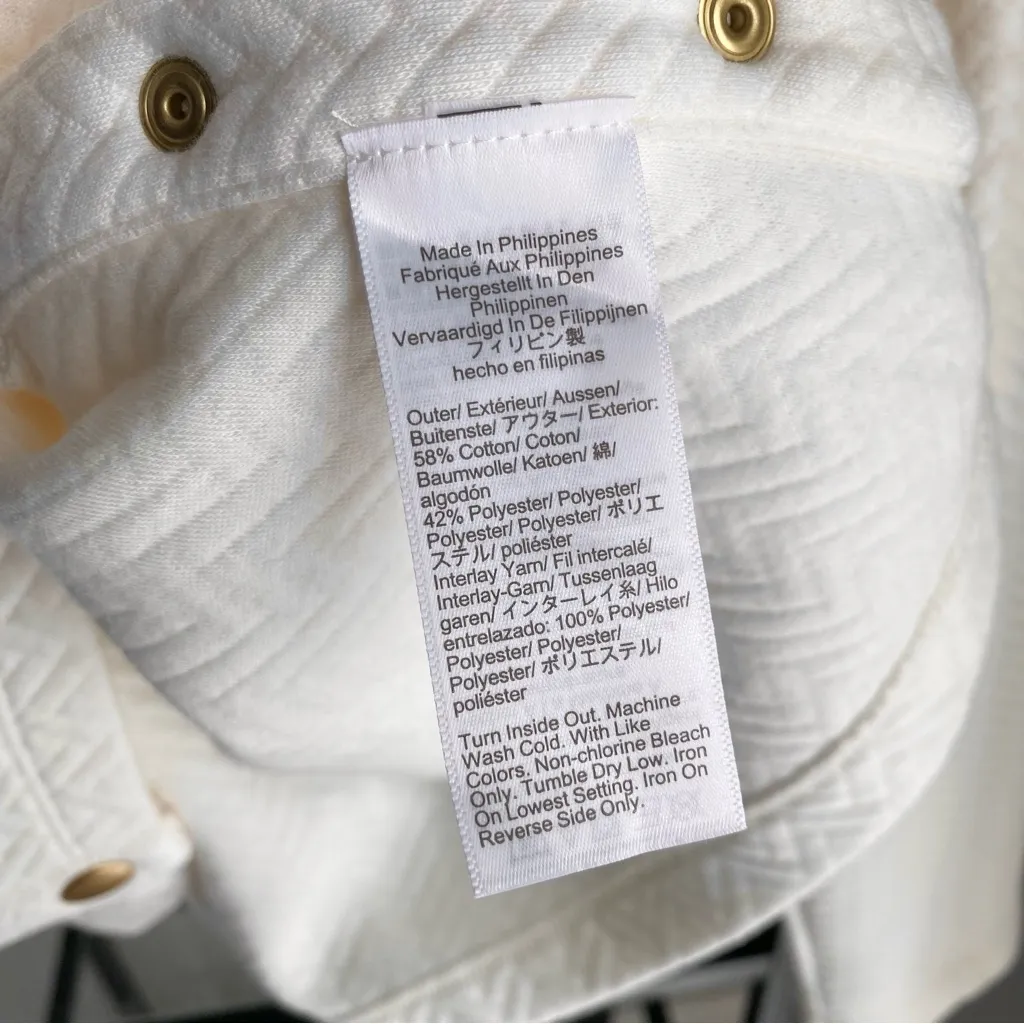 Made In Philippines
Fabriqué Aux Philippines
Hergestellt In Den
Philippinen
Vervaardigd In De Filippijnen
フィリピン製
hecho en filipinas
Outer/ Extérieur/ Aussen/
Buitenste/ アウター/ Exterior:
58% Cotton/ Coton/
Baumwolle/ Katoen/ 綿/
algodón
42% Polyester/ Polyester/
Polyester/ Polyester/ ポリエ
ステル/ poliéster
Interlay Yarn/ Fil intercalé/
Interlay-Garn/ Tussenlaag
garen/ インターレイ糸/ Hilo
entrelazado: 100% Polyester/
Polyester/ Polyester/
Polyester/ ポリエステル/
poliéster
Turn Inside Out. Machine
Wash Cold. With Like
Colors. Non-chlorine Bleach
Only. Tumble Dry Low. Iron
On Lowest Setting. Iron On
Reverse Side Only.